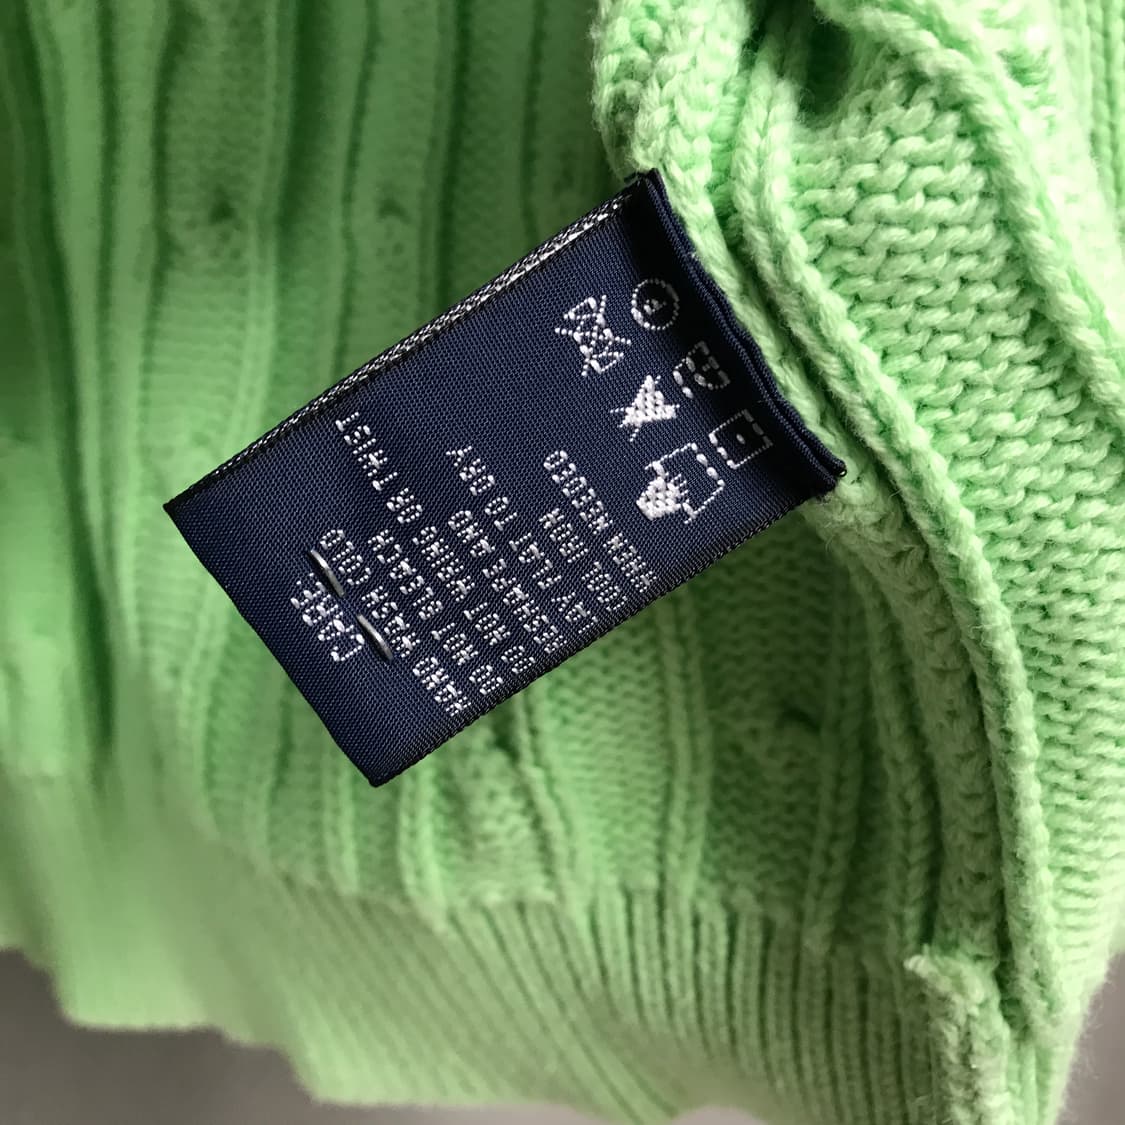 CARE
HAND WASH COLD
DO NOT BLEACH
DO NOT WRING OR TWIST
RESHAPE AND
LAY FLAT TO DRY
COOL IRON
WHEN NEEDED